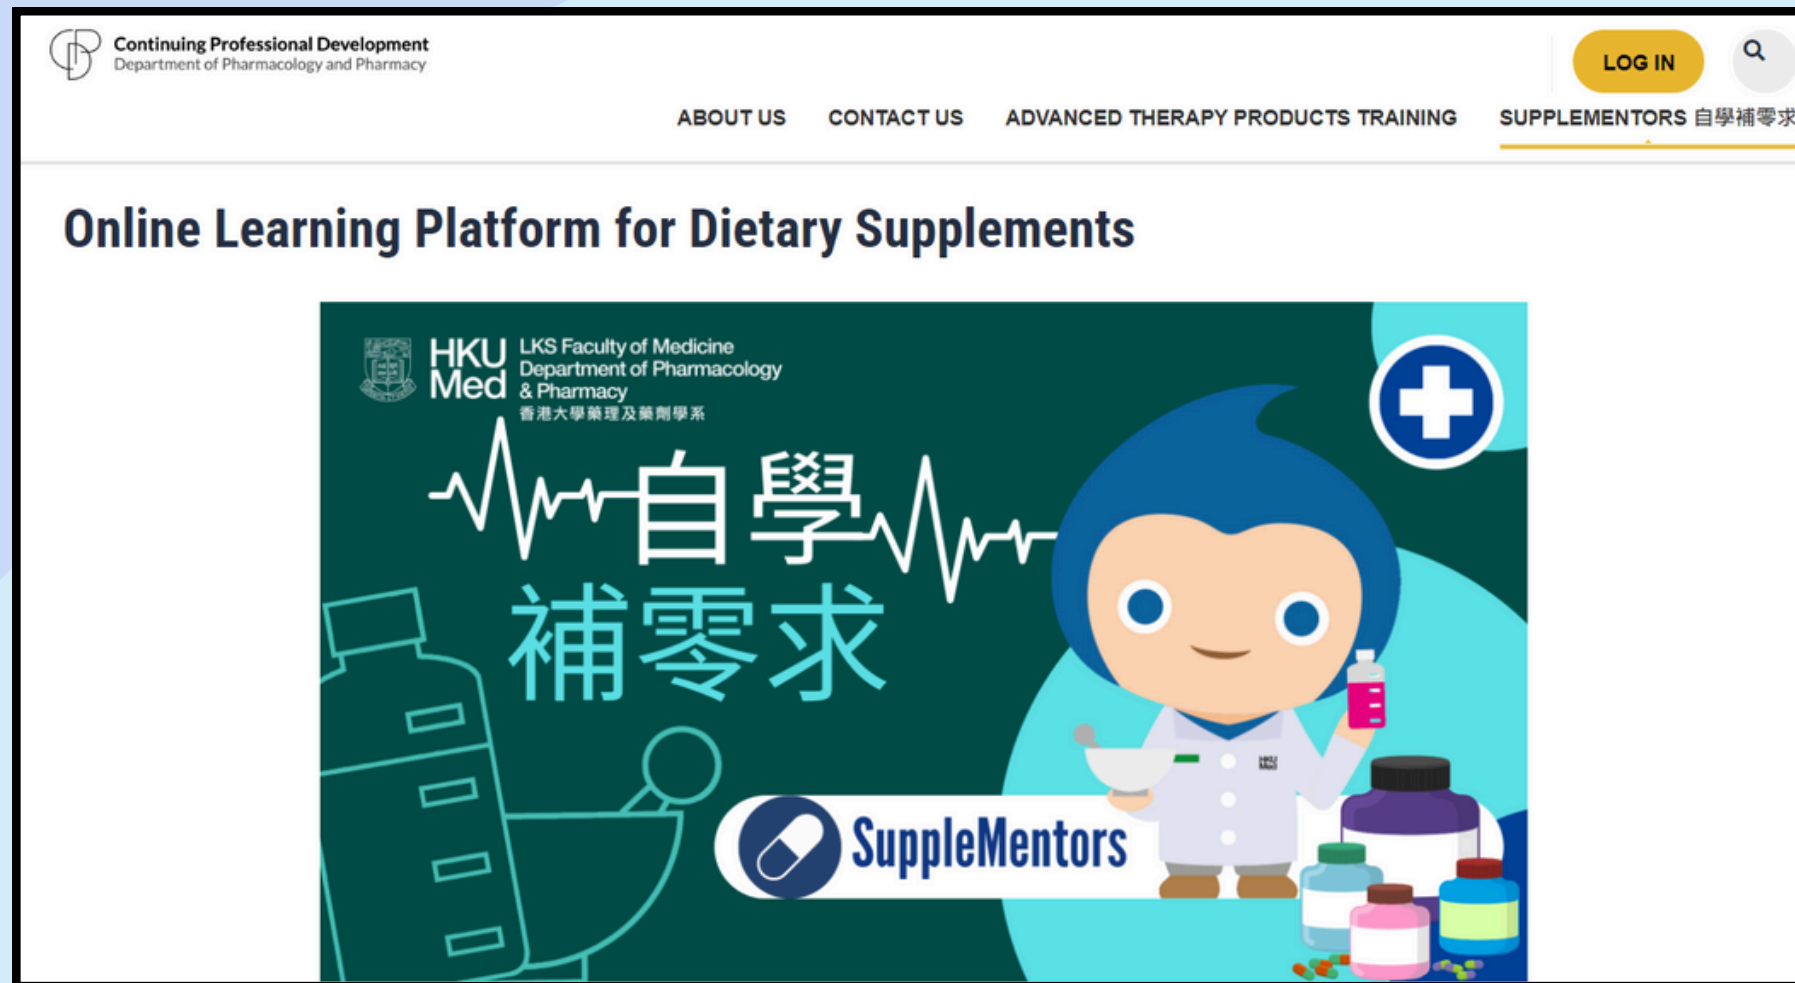 Continuing Professional Development
Department of Pharmacology and Pharmacy
LOG IN
ABOUT US
CONTACT US
ADVANCED THERAPY PRODUCTS TRAINING
SUPPLEMENTORS 自學補零求
Online Learning Platform for Dietary Supplements
HKU
Med
LKS Faculty of Medicine
Department of Pharmacology
& Pharmacy
香港大學藥理及藥劑學系
自學
補零求
HKU
Med
SuppleMentors